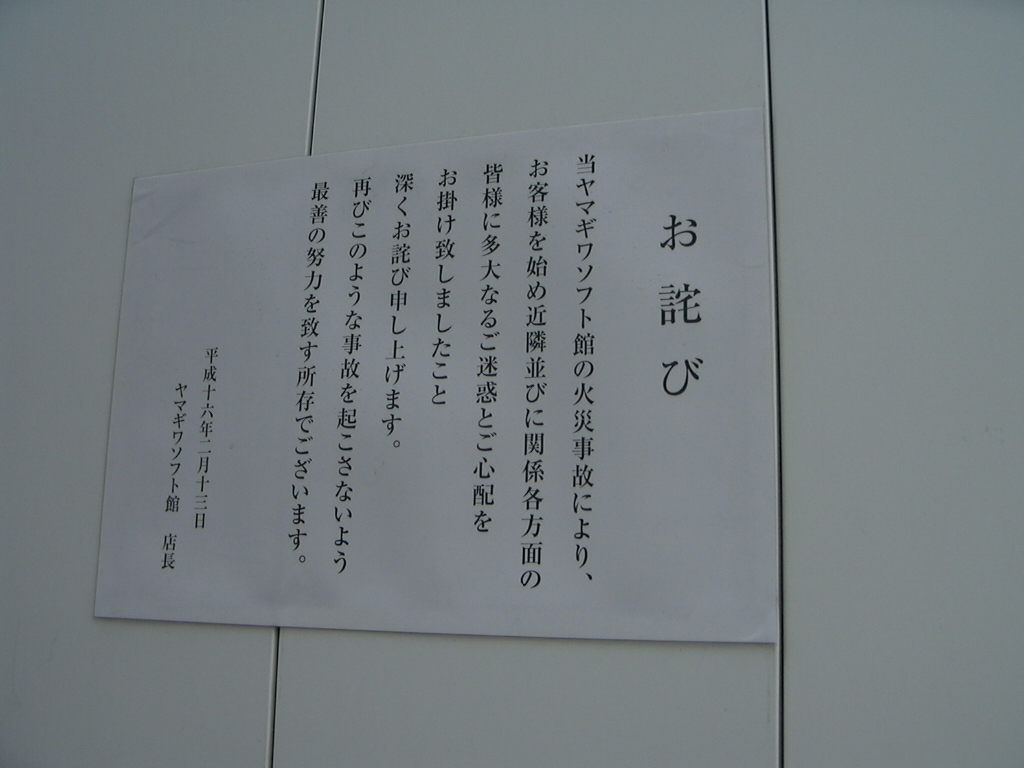 お詫び
当ヤマギワソフト館の火災事故により、
お客様を始め近隣並びに関係各方面の
皆様に多大なるご迷惑とご心配を
お掛け致しましたこと
深くお詫び申し上げます。
再びこのような事故を起こさないよう
最善の努力を致す所存でございます。
平成十六年二月十三日
ヤマギワソフト館 店長